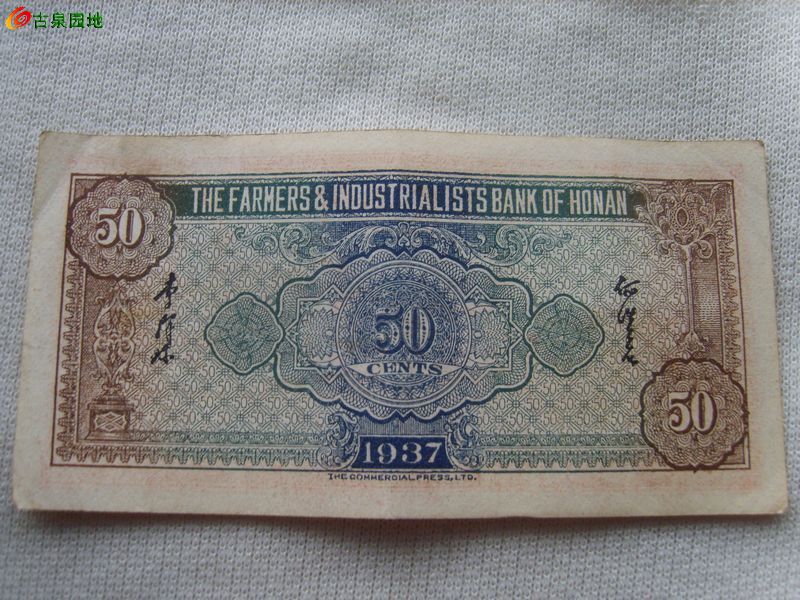 古泉园地
THE FARMERS & INDUSTRIALISTS BANK OF HONAN
50
50
CENTS
50
1937
THE COMMERCIAL PRESS, LTD.